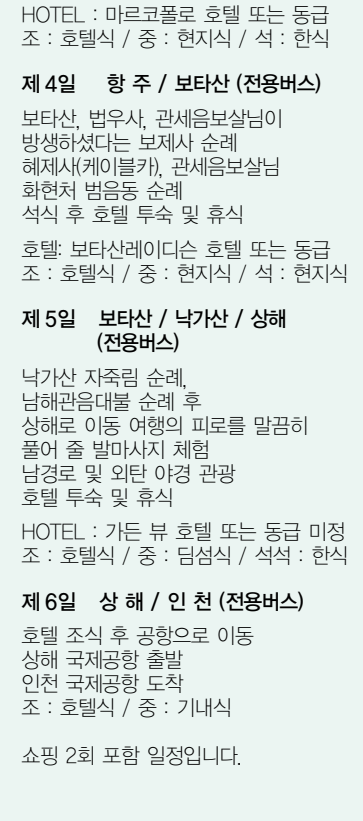 HOTEL : 마르코폴로 호텔 또는 동급
조 : 호텔식 / 중 : 현지식 / 석 : 한식
제 4일 항 주 / 보타산 (전용버스)
보타산, 법우사, 관세음보살님이
방생하셨다는 보제사 순례
혜제사(케이블카), 관세음보살님
화현처 범음동 순례
석식 후 호텔 투숙 및 휴식
호텔: 보타산레이디슨 호텔 또는 동급
조 : 호텔식 / 중 : 현지식 / 석 : 현지식
제 5일 보타산 / 낙가산 / 상해
(전용버스)
낙가산 자죽림 순례,
남해관음대불 순례 후
상해로 이동 여행의 피로를 말끔히
풀어 줄 발마사지 체험
남경로 및 외탄 야경 관광
호텔 투숙 및 휴식
HOTEL : 가든 뷰 호텔 또는 동급 미정
조 : 호텔식 / 중 : 딤섬식 / 석석 : 한식
제 6일 상 해 / 인 천 (전용버스)
호텔 조식 후 공항으로 이동
상해 국제공항 출발
인천 국제공항 도착
조 : 호텔식 / 중 : 기내식
쇼핑 2회 포함 일정입니다.